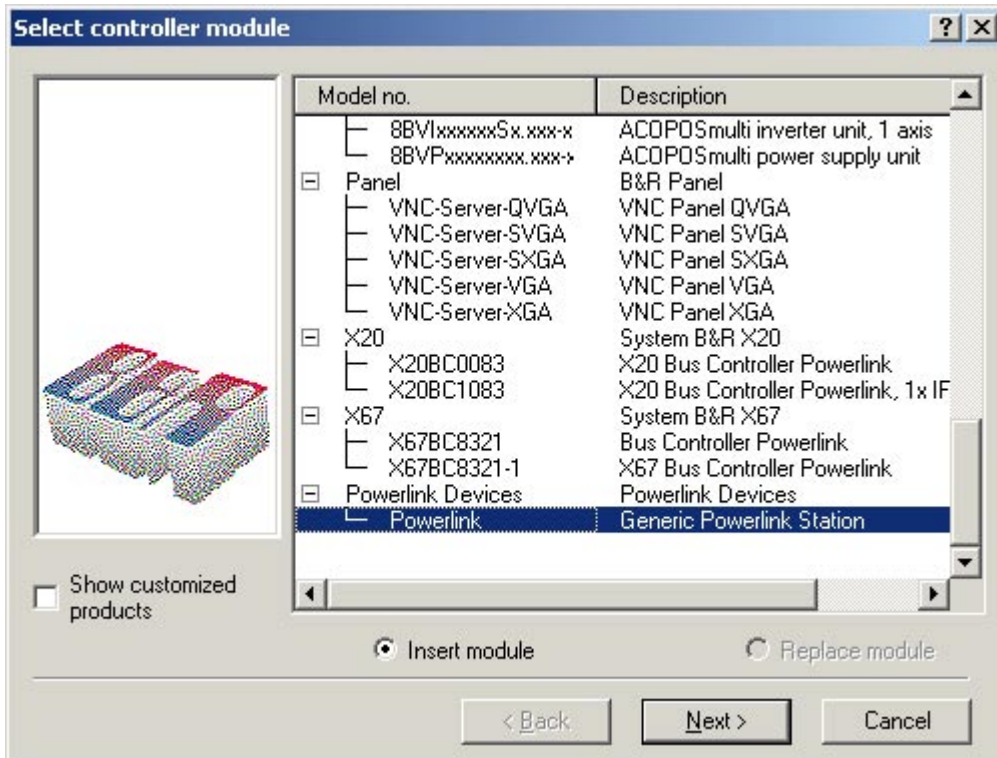 Select controller module
Model no. Description
8BVIxxxxxxSx.xxx-x ACOPOSmulti inverter unit, 1 axis
8BVPxxxxxxxx.xxx-x ACOPOSmulti power supply unit
Panel B&R Panel
VNC-Server-QVGA VNC Panel QVGA
VNC-Server-SVGA VNC Panel SVGA
VNC-Server-SXGA VNC Panel SXGA
VNC-Server-VGA VNC Panel VGA
VNC-Server-XGA VNC Panel XGA
X20 System B&R X20
X20BC0083 X20 Bus Controller Powerlink
X20BC1083 X20 Bus Controller Powerlink, 1x IF
X67 System B&R X67
X67BC8321 Bus Controller Powerlink
X67BC8321-1 X67 Bus Controller Powerlink
Powerlink Devices Powerlink Devices
Powerlink Generic Powerlink Station
B&R
Show customized
products
Insert module Replace module
< Back Next > Cancel